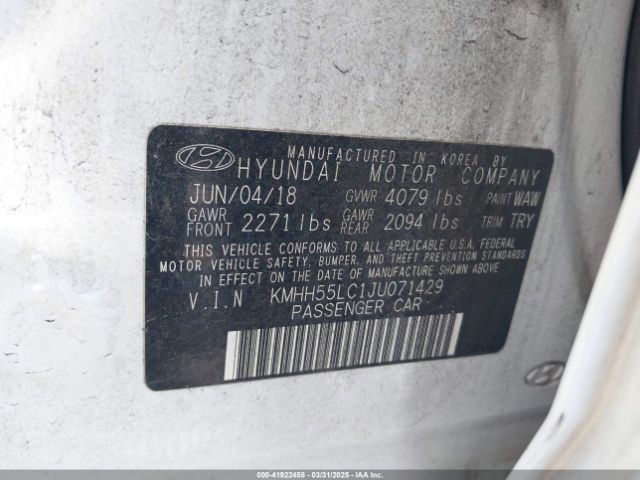 MANUFACTURED IN KOREA BY
HYUNDAI MOTOR COMPANY
JUN/04/18 GVWR 4079 lbs PAINT WAW
GAWR FRONT 2271 lbs GAWR REAR 2094 lbs TRIM TRY
THIS VEHICLE CONFORMS TO ALL APPLICABLE U.S.A. FEDERAL
MOTOR VEHICLE SAFETY, BUMPER, AND THEFT PREVENTION STANDARDS
IN EFFECT ON THE DATE OF MANUFACTURE SHOWN ABOVE
V.I.N KMHH55LC1JU071429
PASSENGER CAR
000-41922458 - 03/31/2025 - IAA, INC.